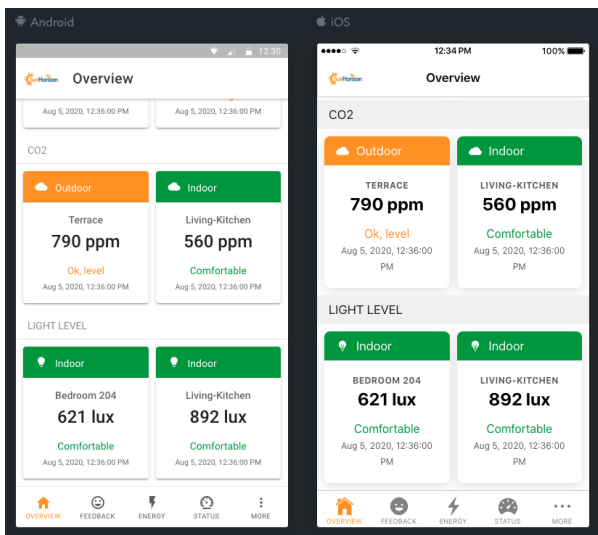 Android
12:30
SunHorizon
Overview
Aug 5, 2020, 12:36:00 PM
Aug 5, 2020, 12:36:00 PM
CO2
Outdoor
Terrace
790 ppm
Ok, level
Aug 5, 2020, 12:36:00 PM
Indoor
Living-Kitchen
560 ppm
Comfortable
Aug 5, 2020, 12:36:00 PM
LIGHT LEVEL
Indoor
Bedroom 204
621 lux
Comfortable
Aug 5, 2020, 12:36:00 PM
Indoor
Living-Kitchen
892 lux
Comfortable
Aug 5, 2020, 12:36:00 PM
OVERVIEW
FEEDBACK
ENERGY
STATUS
MORE
iOS
12:34 PM
100%
SunHorizon
Overview
CO2
Outdoor
TERRACE
790 ppm
Ok, level
Aug 5, 2020, 12:36:00
PM
Indoor
LIVING-KITCHEN
560 ppm
Comfortable
Aug 5, 2020, 12:36:00
PM
LIGHT LEVEL
Indoor
BEDROOM 204
621 lux
Comfortable
Aug 5, 2020, 12:36:00
PM
Indoor
LIVING-KITCHEN
892 lux
Comfortable
Aug 5, 2020, 12:36:00
PM
OVERVIEW
FEEDBACK
ENERGY
STATUS
MORE